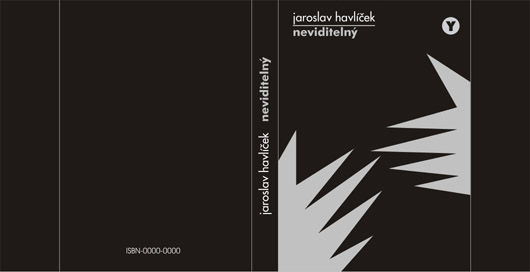 ISBN-0000-0000
jaroslav havlíček neviditelný
jaroslav havlíček
neviditelný
Y